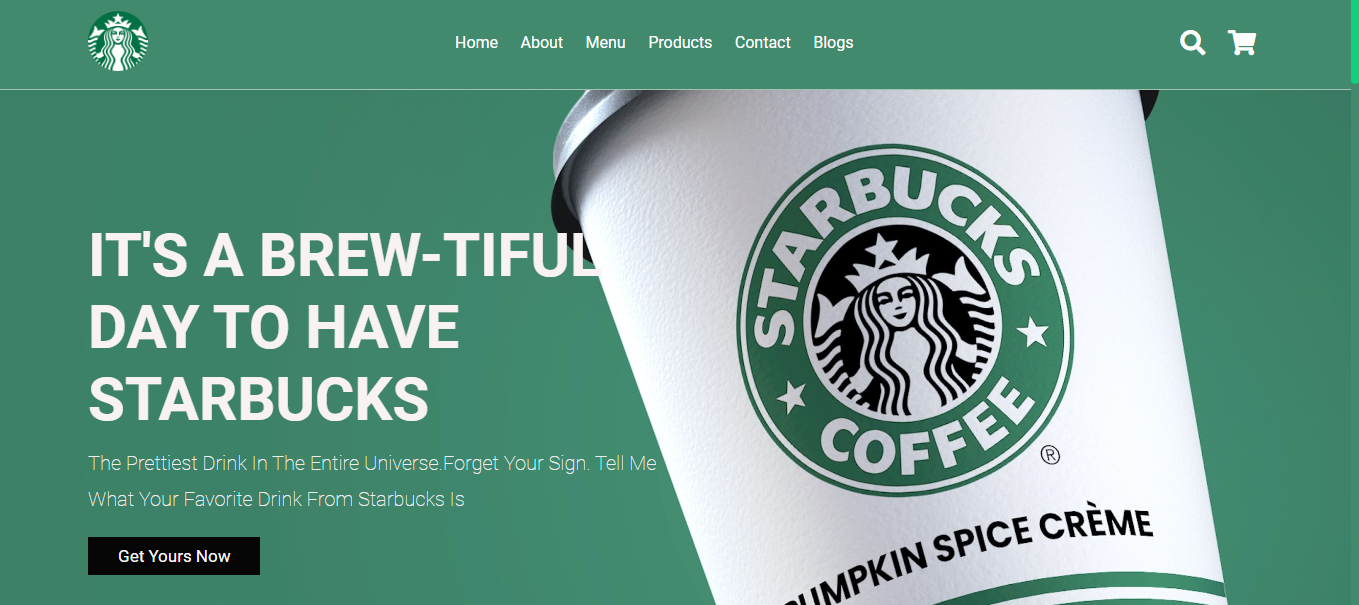 Home About Menu Products Contact Blogs
IT'S A BREW-TIFUL
DAY TO HAVE
STARBUCKS
The Prettiest Drink In The Entire Universe.Forget Your Sign. Tell Me
What Your Favorite Drink From Starbucks Is
Get Yours Now
STARBUCKS
COFFEE
®
PUMPKIN SPICE CRÈME